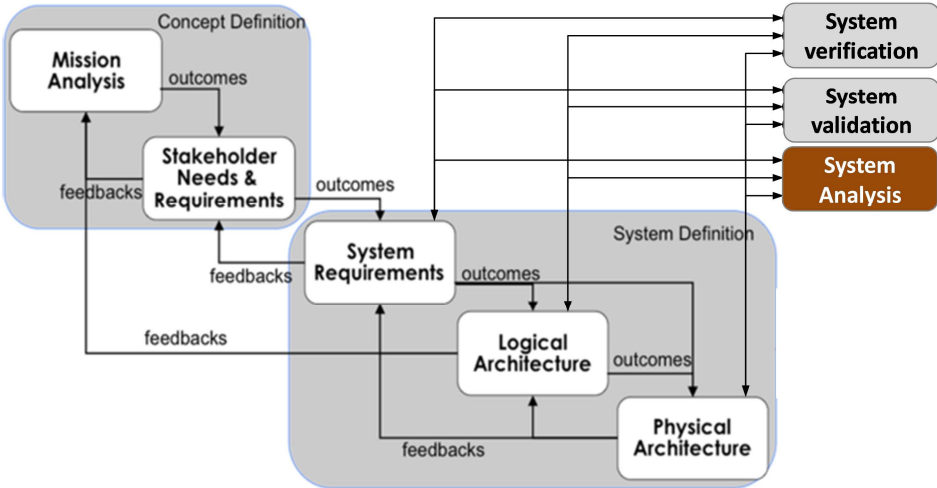 Concept Definition
Mission
Analysis
outcomes
Stakeholder
Needs &
Requirements
feedbacks
outcomes
System
verification
System
validation
System
Analysis
System Definition
System
Requirements
feedbacks
outcomes
Logical
Architecture
feedbacks
outcomes
Physical
Architecture
feedbacks